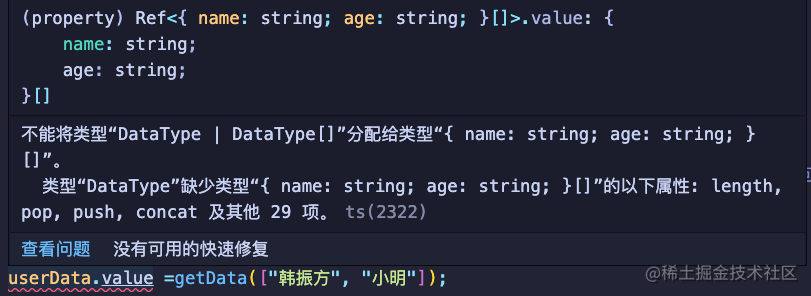 (property) Ref<{ name: string; age: string; }[]>.value: {
    name: string;
    age: string;
}[]
不能将类型“DataType | DataType[]”分配给类型“{ name: string; age: string; }
[]”。
  类型“DataType”缺少类型“{ name: string; age: string; }[]”的以下属性: length,
pop, push, concat 及其他 29 项。 ts(2322)
查看问题    没有可用的快速修复
userData.value =getData(["韩振方", "小明"]);
@稀土掘金技术社区